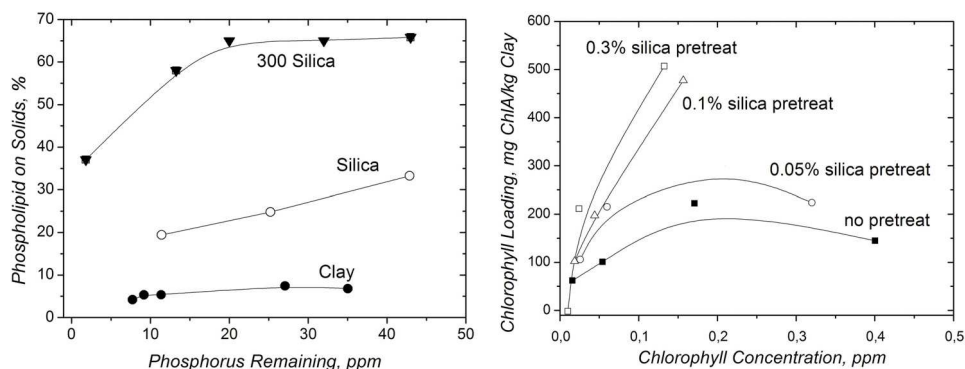 70
60
50
40
30
20
10
0
Phospholipid on Solids, %
300 Silica
Silica
Clay
0 10 20 30 40 50
Phosphorus Remaining, ppm
600
500
400
300
200
100
0
Chlorophyll Loading, mg ChlA/kg Clay
0.3% silica pretreat
0.1% silica pretreat
0.05% silica pretreat
no pretreat
0,0 0,1 0,2 0,3 0,4 0,5
Chlorophyll Concentration, ppm